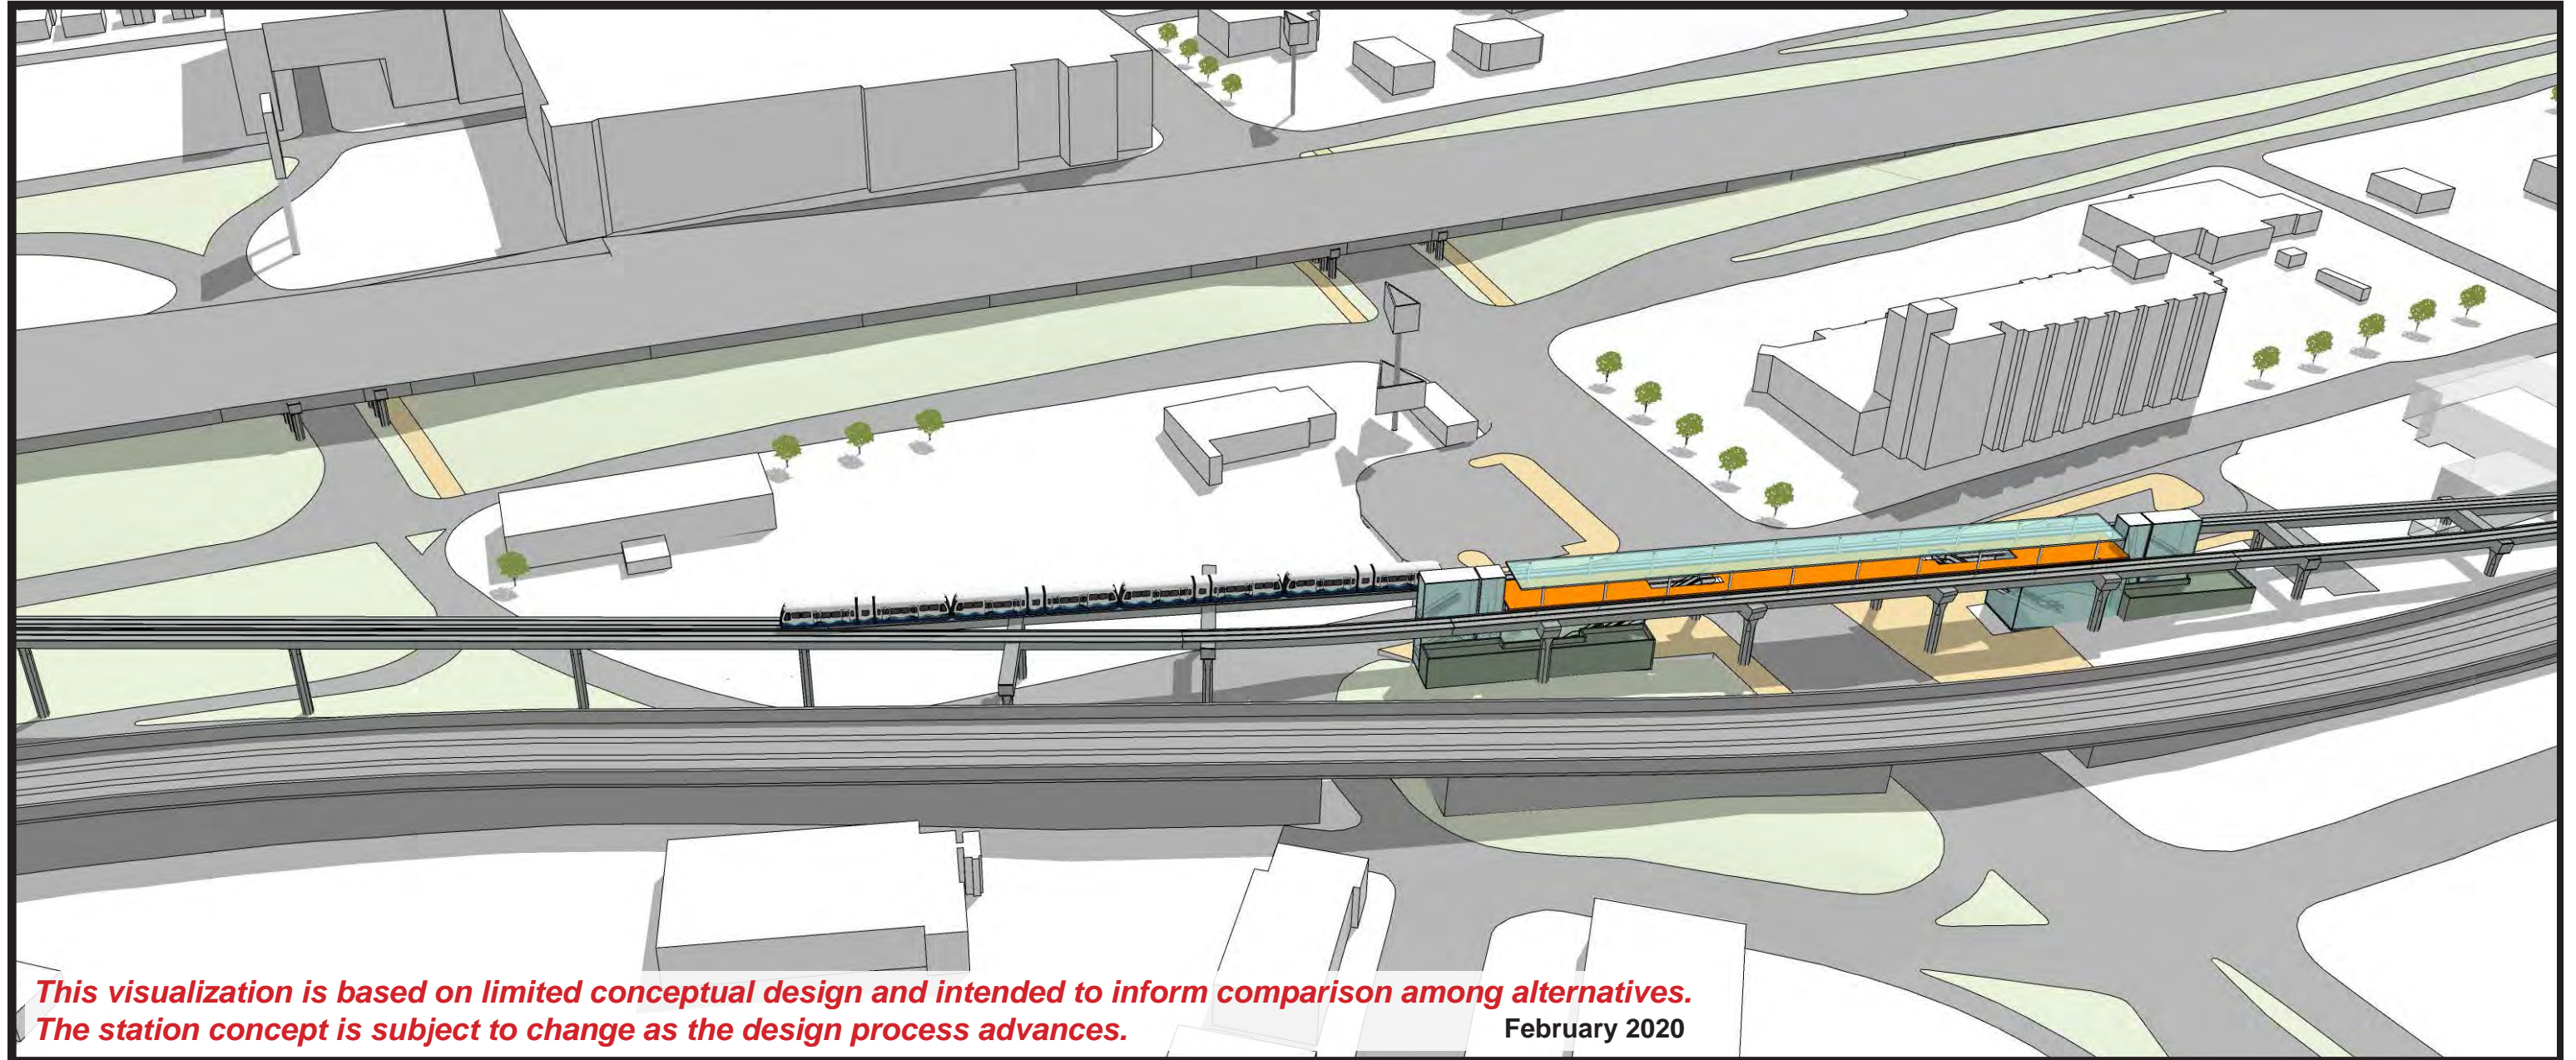 This visualization is based on limited conceptual design and intended to inform comparison among alternatives.
The station concept is subject to change as the design process advances.
February 2020